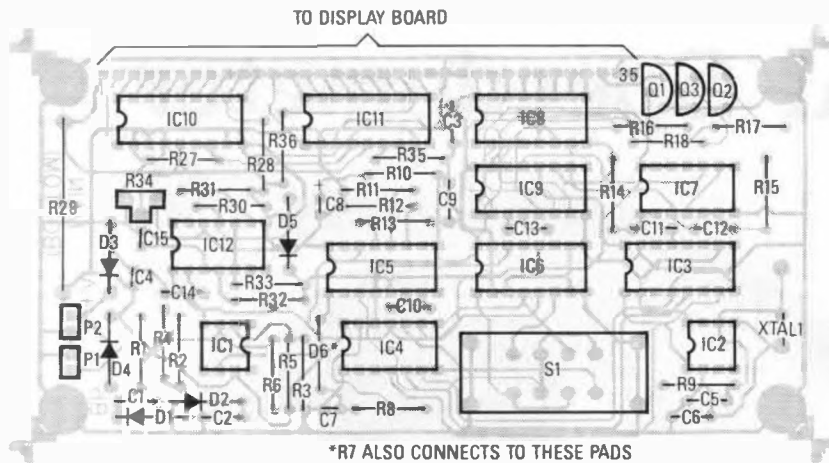 TO DISPLAY BOARD
35
Q1 Q3 Q2
IC10 IC11 C3 IC8
R16 R17
R18
R27 R28 R36 R35
R10
R34 R31 R11 C8 C9 IC9 R14 IC7 R15
R29 R30 R12
R13
D3 C15 IC12 D5 C13 C11 C12
IC4 R33 IC5 IC6 IC3
C14 R32
C10
P2 XTAL1
P1 R1 R4 R2 IC1 R6 R5 R3 D6* IC4 S1 IC2
D4
R9
C1 D2 C5
D1 C2 C7 R8 C6
*R7 ALSO CONNECTS TO THESE PADS